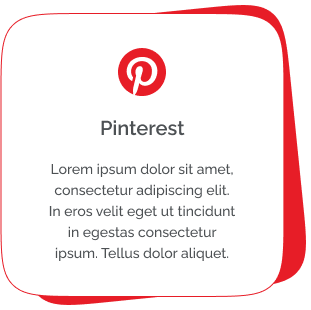 Pinterest
Lorem ipsum dolor sit amet,
consectetur adipiscing elit.
In eros velit eget ut tincidunt
in egestas consectetur
ipsum. Tellus dolor aliquet.